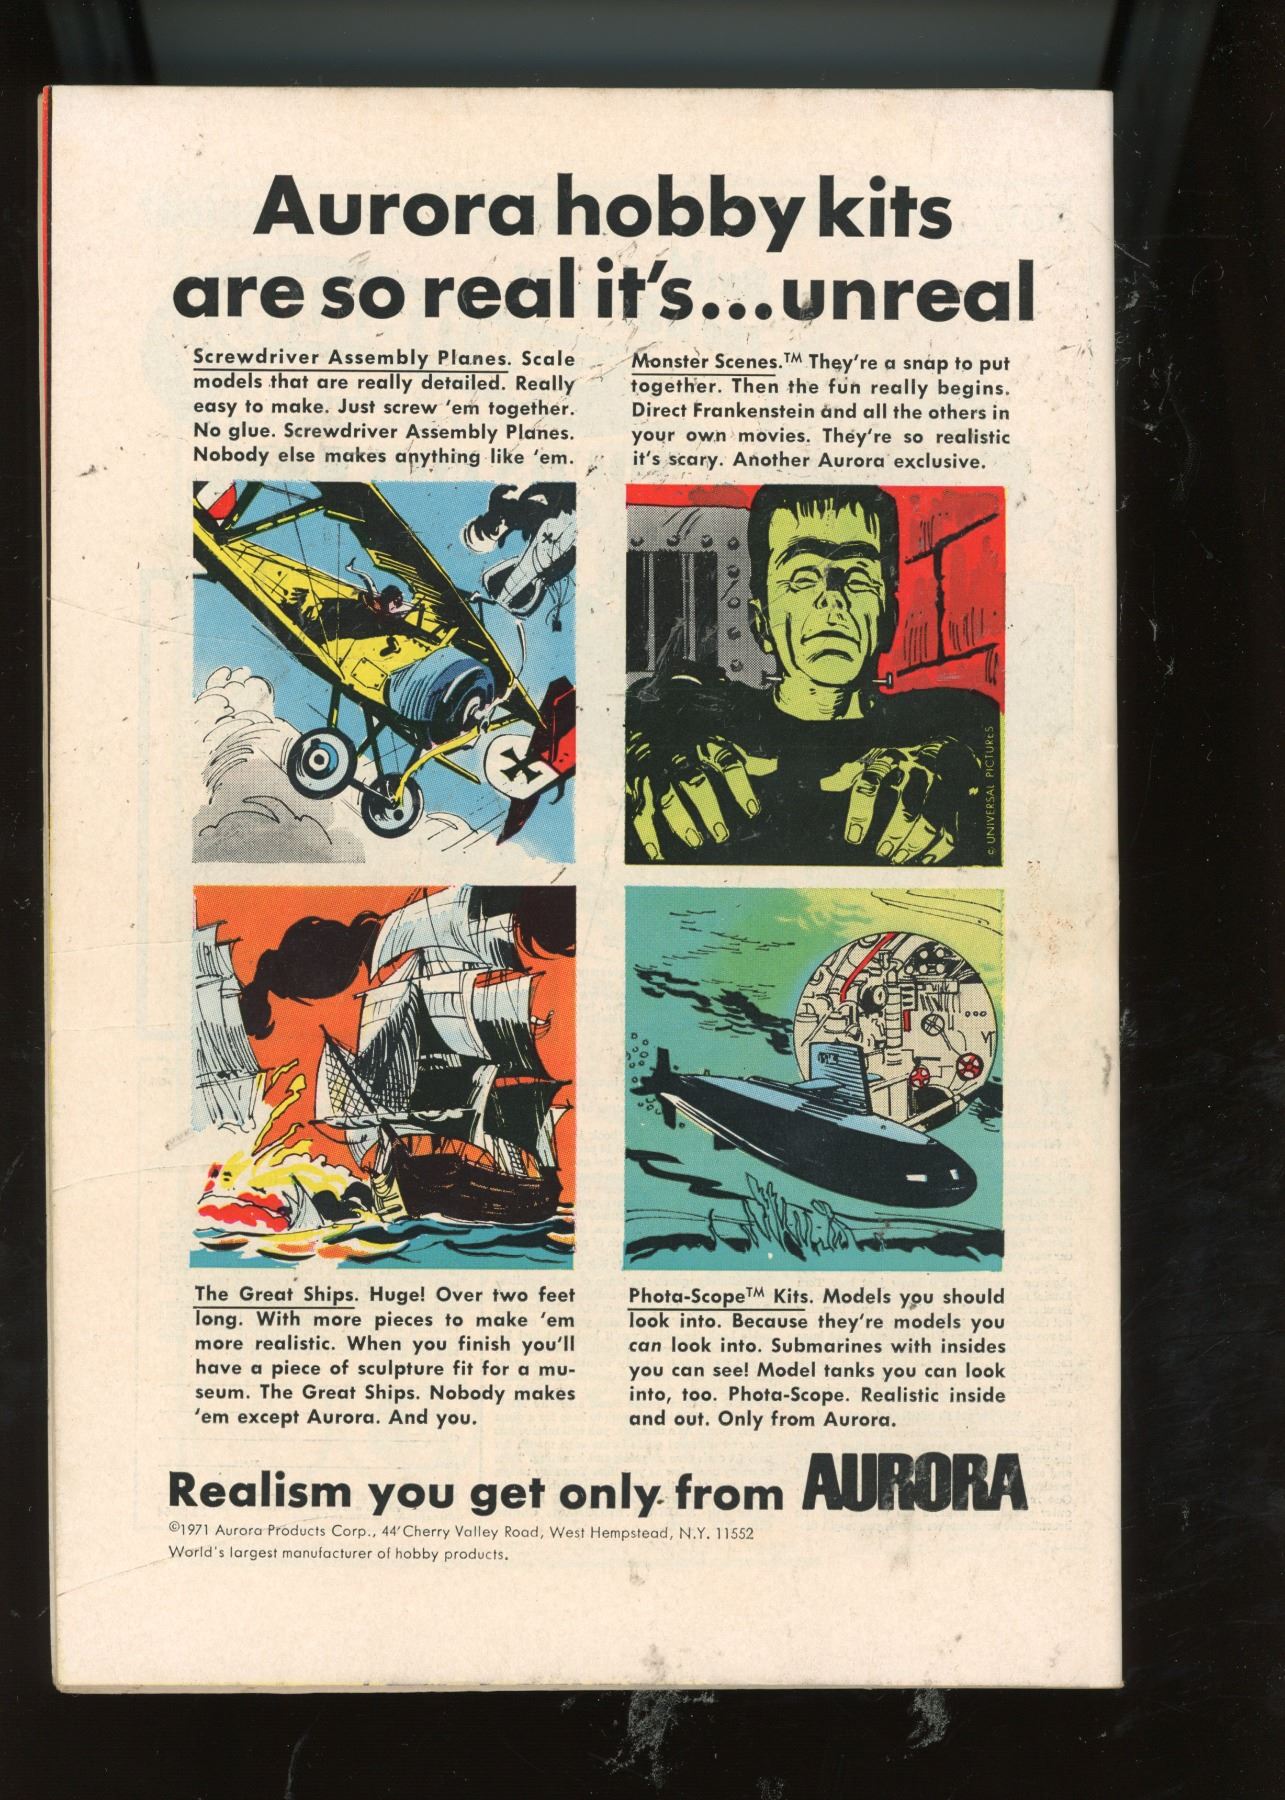 Aurora hobby kits
are so real it's...unreal
Screwdriver Assembly Planes. Scale
models that are really detailed. Really
easy to make. Just screw 'em together.
No glue. Screwdriver Assembly Planes.
Nobody else makes anything like 'em.
Monster Scenes.™ They're a snap to put
together. Then the fun really begins.
Direct Frankenstein and all the others in
your own movies. They're so realistic
it's scary. Another Aurora exclusive.
© UNIVERSAL PICTURES
The Great Ships. Huge! Over two feet
long. With more pieces to make 'em
more realistic. When you finish you'll
have a piece of sculpture fit for a mu-
seum. The Great Ships. Nobody makes
'em except Aurora. And you.
Phota-Scope™ Kits. Models you should
look into. Because they're models you
can look into. Submarines with insides
you can see! Model tanks you can look
into, too. Phota-Scope. Realistic inside
and out. Only from Aurora.
Realism you get only from AURORA
©1971 Aurora Products Corp., 44 Cherry Valley Road, West Hempstead, N.Y. 11552
World's largest manufacturer of hobby products.